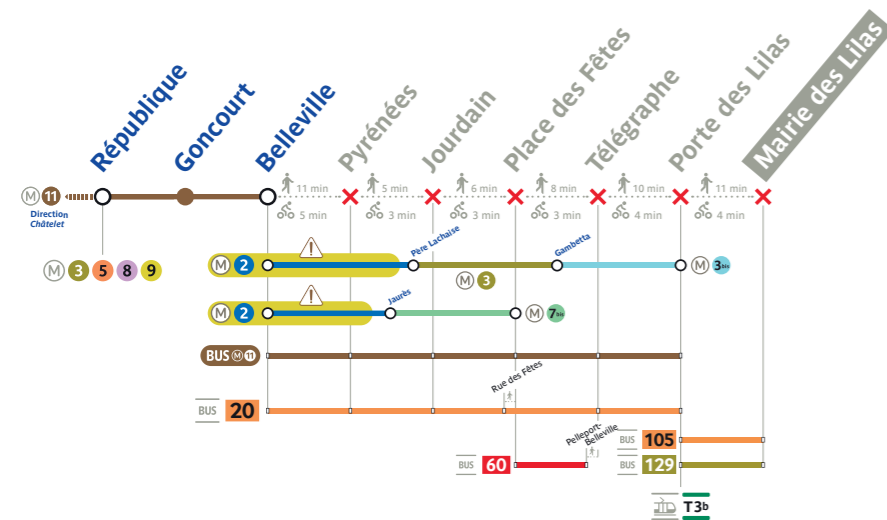 République
Goncourt
Belleville
Pyrénées
Jourdain
Place des Fêtes
Télégraphe
Porte des Lilas
Mairie des Lilas
M 11
Direction
Châtelet
11 min
5 min
6 min
8 min
10 min
11 min
5 min
3 min
3 min
3 min
4 min
4 min
M 3 5 8 9
M 2
Père Lachaise
M 3
Gambetta
M 3bis
M 2
Jaurès
M 7bis
BUS M 11
Rue des Fêtes
BUS 20
Pelleport-
Belleville
BUS 105
BUS 60
BUS 129
T3b